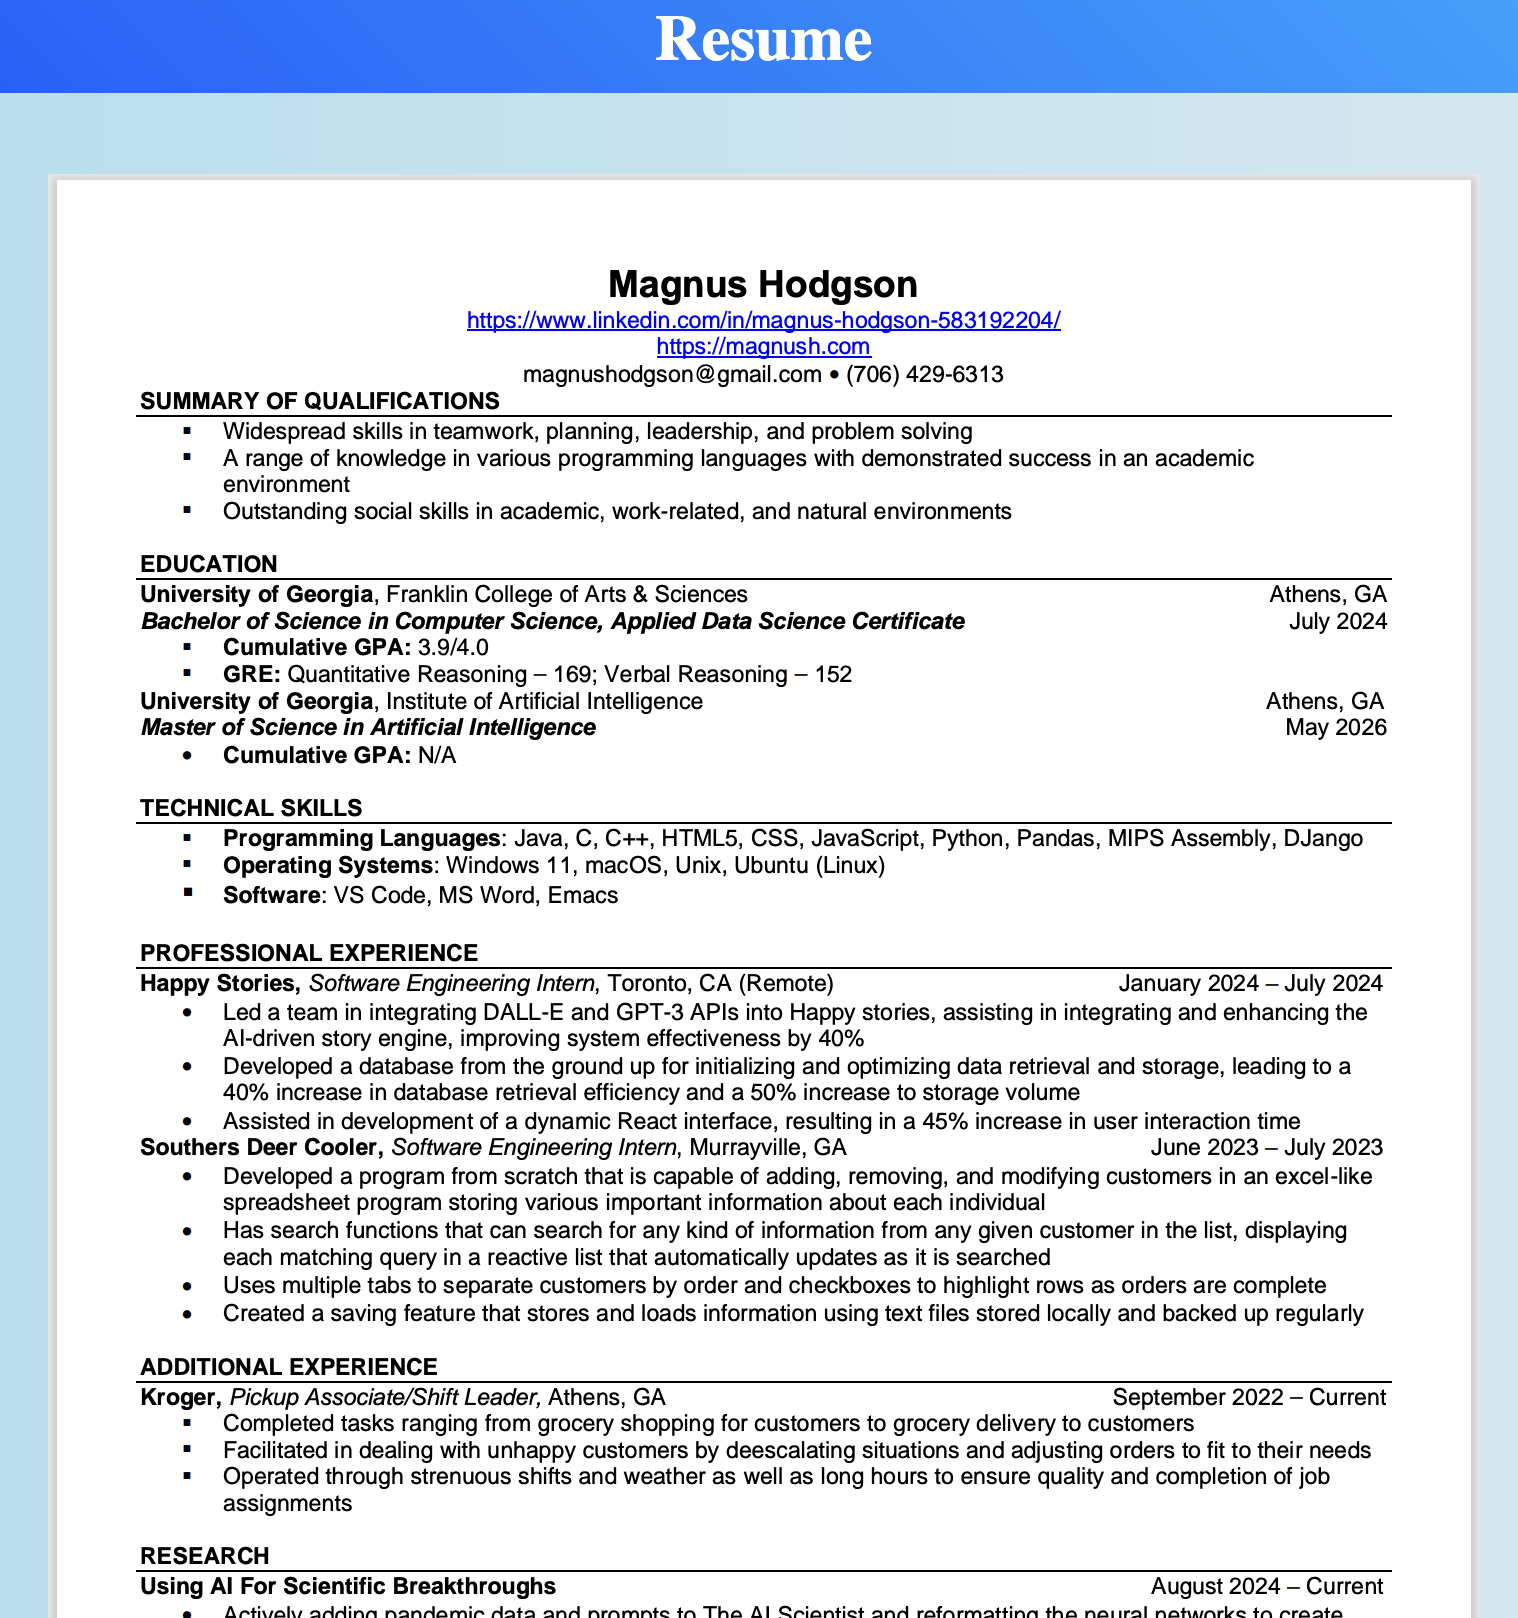 Resume
Magnus Hodgson
https://www.linkedin.com/in/magnus-hodgson-583192204/
https://magnush.com
magnushodgson@gmail.com • (706) 429-6313
SUMMARY OF QUALIFICATIONS
▪ Widespread skills in teamwork, planning, leadership, and problem solving
▪ A range of knowledge in various programming languages with demonstrated success in an academic
environment
▪ Outstanding social skills in academic, work-related, and natural environments
EDUCATION
University of Georgia, Franklin College of Arts & Sciences Athens, GA
Bachelor of Science in Computer Science, Applied Data Science Certificate July 2024
▪ Cumulative GPA: 3.9/4.0
▪ GRE: Quantitative Reasoning – 169; Verbal Reasoning – 152
University of Georgia, Institute of Artificial Intelligence Athens, GA
Master of Science in Artificial Intelligence May 2026
• Cumulative GPA: N/A
TECHNICAL SKILLS
▪ Programming Languages: Java, C, C++, HTML5, CSS, JavaScript, Python, Pandas, MIPS Assembly, DJango
▪ Operating Systems: Windows 11, macOS, Unix, Ubuntu (Linux)
▪ Software: VS Code, MS Word, Emacs
PROFESSIONAL EXPERIENCE
Happy Stories, Software Engineering Intern, Toronto, CA (Remote) January 2024 – July 2024
• Led a team in integrating DALL-E and GPT-3 APIs into Happy stories, assisting in integrating and enhancing the
AI-driven story engine, improving system effectiveness by 40%
• Developed a database from the ground up for initializing and optimizing data retrieval and storage, leading to a
40% increase in database retrieval efficiency and a 50% increase to storage volume
• Assisted in development of a dynamic React interface, resulting in a 45% increase in user interaction time
Southers Deer Cooler, Software Engineering Intern, Murrayville, GA June 2023 – July 2023
• Developed a program from scratch that is capable of adding, removing, and modifying customers in an excel-like
spreadsheet program storing various important information about each individual
• Has search functions that can search for any kind of information from any given customer in the list, displaying
each matching query in a reactive list that automatically updates as it is searched
• Uses multiple tabs to separate customers by order and checkboxes to highlight rows as orders are complete
• Created a saving feature that stores and loads information using text files stored locally and backed up regularly
ADDITIONAL EXPERIENCE
Kroger, Pickup Associate/Shift Leader, Athens, GA September 2022 – Current
▪ Completed tasks ranging from grocery shopping for customers to grocery delivery to customers
▪ Facilitated in dealing with unhappy customers by deescalating situations and adjusting orders to fit to their needs
▪ Operated through strenuous shifts and weather as well as long hours to ensure quality and completion of job
assignments
RESEARCH
Using AI For Scientific Breakthroughs August 2024 – Current
• Actively adding pandemic data and prompts to The AI Scientist and reformatting the neural networks to create